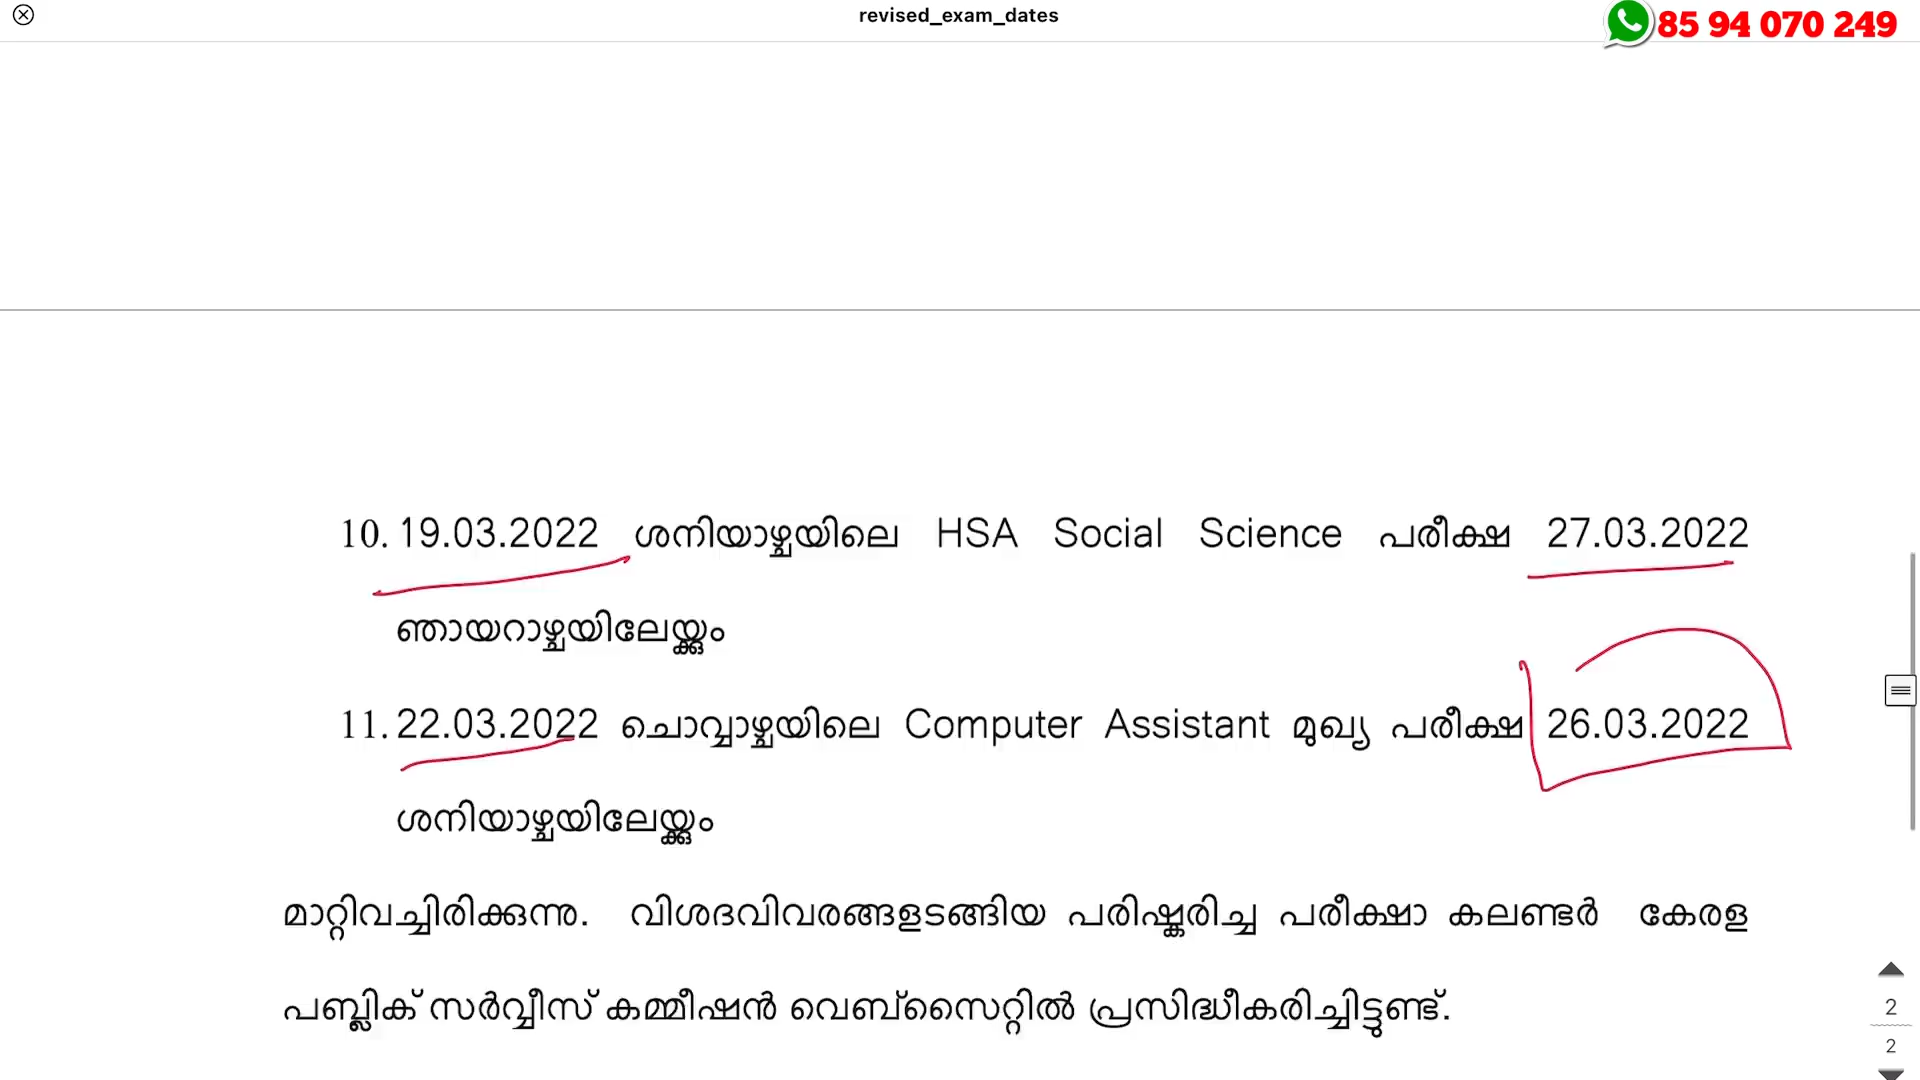 revised_exam_dates
85 94 070 249
10. 19.03.2022 ശനിയാഴ്ചയിലെ HSA Social Science പരീക്ഷ 27.03.2022
ഞായറാഴ്ചയിലേയ്ക്കും
11. 22.03.2022 ചൊവ്വാഴ്ചയിലെ Computer Assistant മുഖ്യ പരീക്ഷ 26.03.2022
ശനിയാഴ്ചയിലേയ്ക്കും
മാറ്റിവച്ചിരിക്കുന്നു. വിശദവിവരങ്ങളടങ്ങിയ പരിഷ്കരിച്ച പരീക്ഷാ കലണ്ടർ കേരള
പബ്ലിക് സർവ്വീസ് കമ്മീഷൻ വെബ്സൈറ്റിൽ പ്രസിദ്ധീകരിച്ചിട്ടുണ്ട്.
2
2